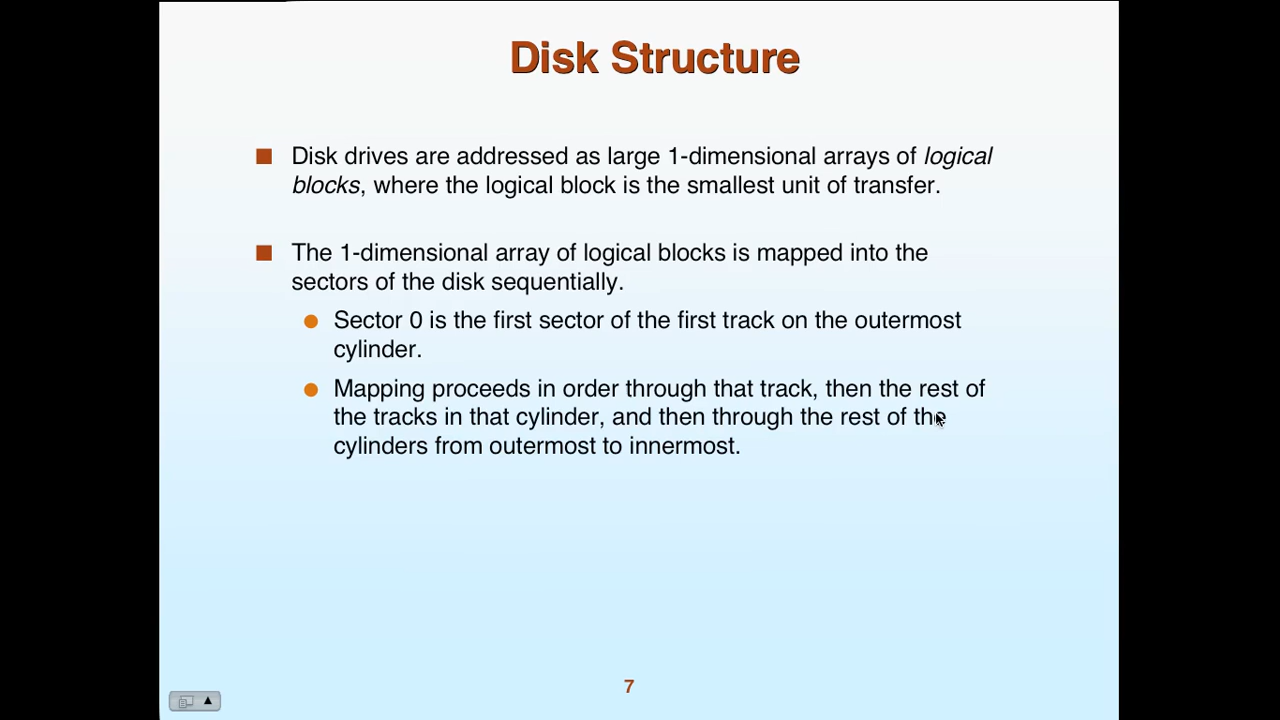 Disk Structure
Disk drives are addressed as large 1-dimensional arrays of logical
blocks, where the logical block is the smallest unit of transfer.
The 1-dimensional array of logical blocks is mapped into the
sectors of the disk sequentially.
Sector 0 is the first sector of the first track on the outermost
cylinder.
Mapping proceeds in order through that track, then the rest of
the tracks in that cylinder, and then through the rest of the
cylinders from outermost to innermost.
7